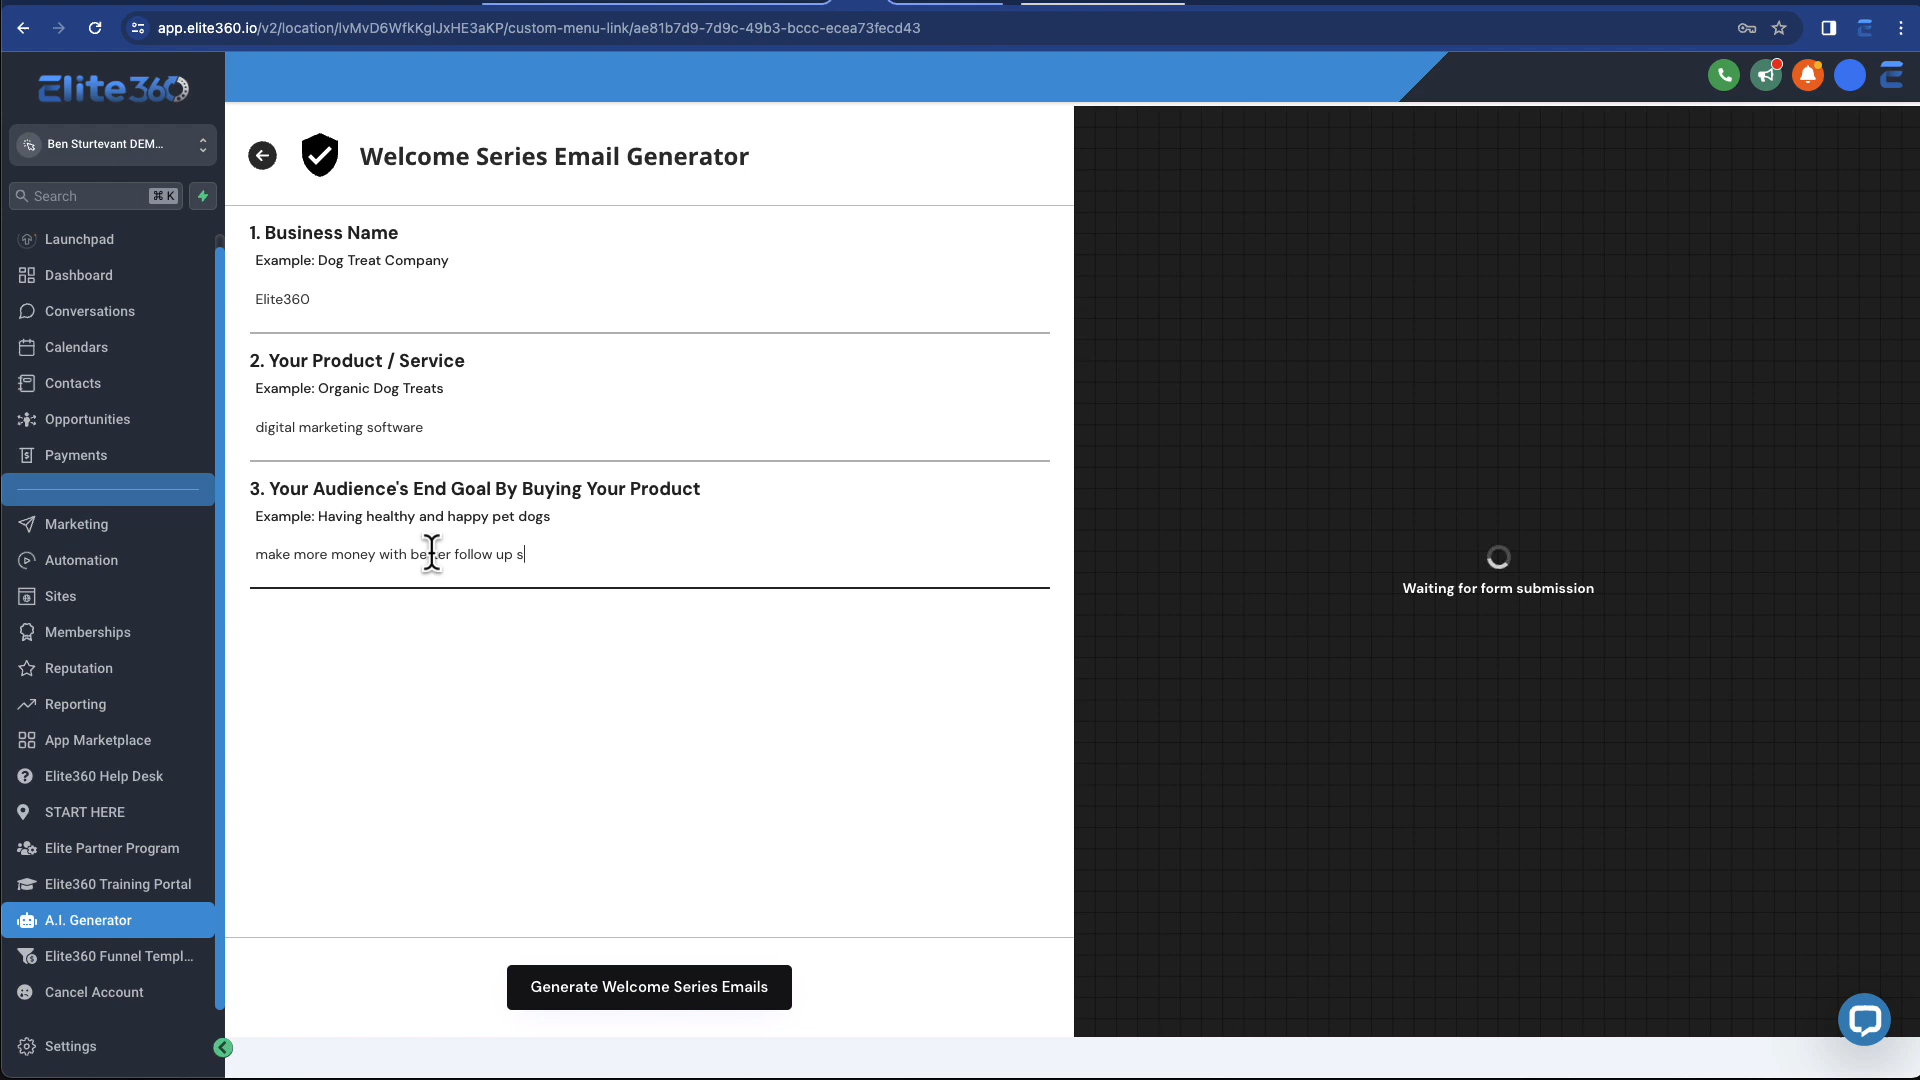 app.elite360.io/v2/location/lvMvD6WfkKglJxHE3aKP/custom-menu-link/ae81b7d9-7d9c-49b3-bccc-ecea73fecd43
Elite360
Ben Sturtevant DEM...
Search
⌘ K
Launchpad
Dashboard
Conversations
Calendars
Contacts
Opportunities
Payments
Marketing
Automation
Sites
Memberships
Reputation
Reporting
App Marketplace
Elite360 Help Desk
START HERE
Elite Partner Program
Elite360 Training Portal
A.I. Generator
Elite360 Funnel Templ...
Cancel Account
Settings
Welcome Series Email Generator
1. Business Name
Example: Dog Treat Company
Elite360
2. Your Product / Service
Example: Organic Dog Treats
digital marketing software
3. Your Audience's End Goal By Buying Your Product
Example: Having healthy and happy pet dogs
make more money with better follow up s
Generate Welcome Series Emails
Waiting for form submission